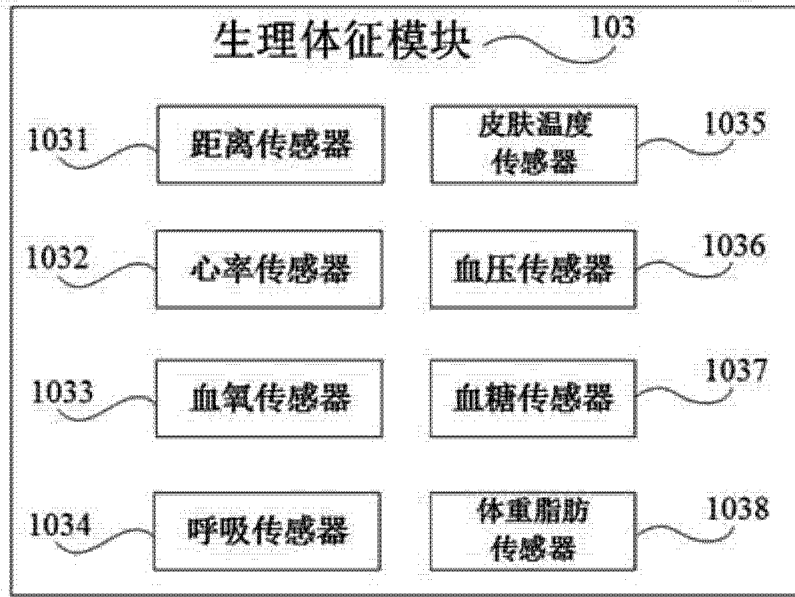 生理体征模块 103
1031 距离传感器
皮肤温度
传感器
1035
1032 心率传感器
血压传感器 1036
1033 血氧传感器
血糖传感器 1037
1034 呼吸传感器
体重脂肪
传感器
1038